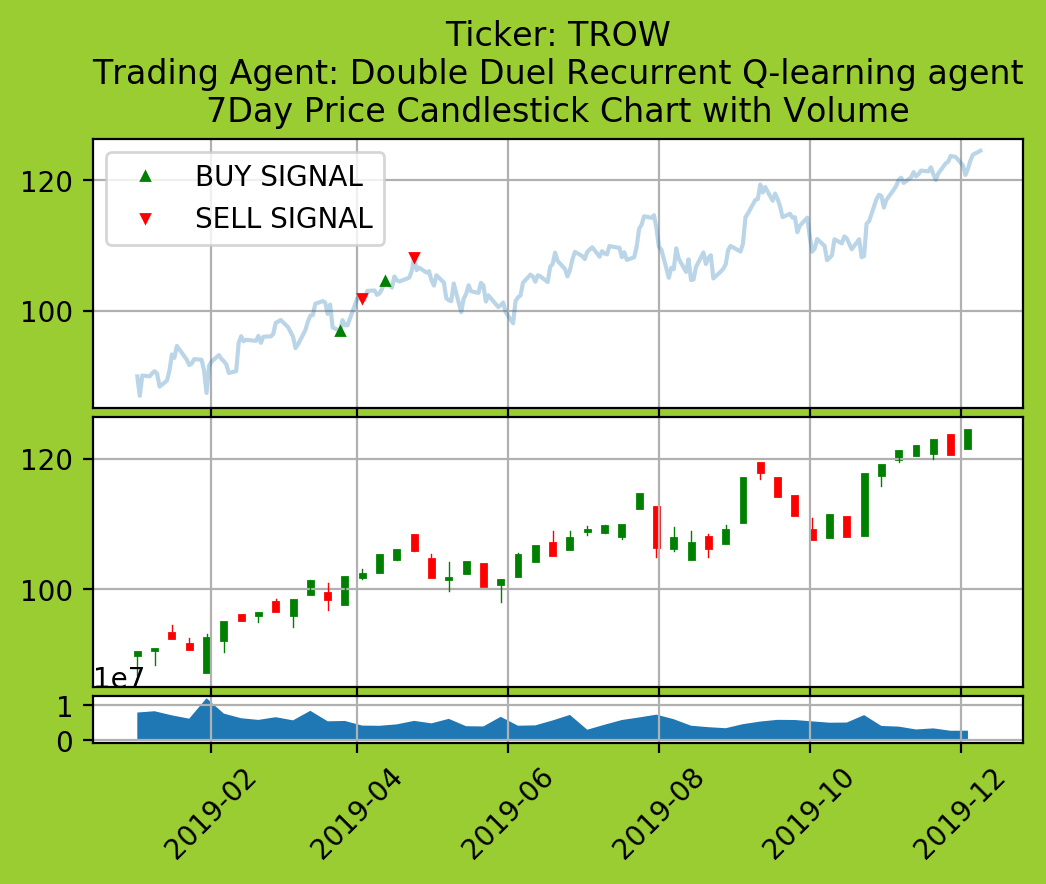 Ticker: TROW
Trading Agent: Double Duel Recurrent Q-learning agent
7Day Price Candlestick Chart with Volume
BUY SIGNAL
SELL SIGNAL
120
100
120
100
1e7
1
0
2019-02
2019-04
2019-06
2019-08
2019-10
2019-12